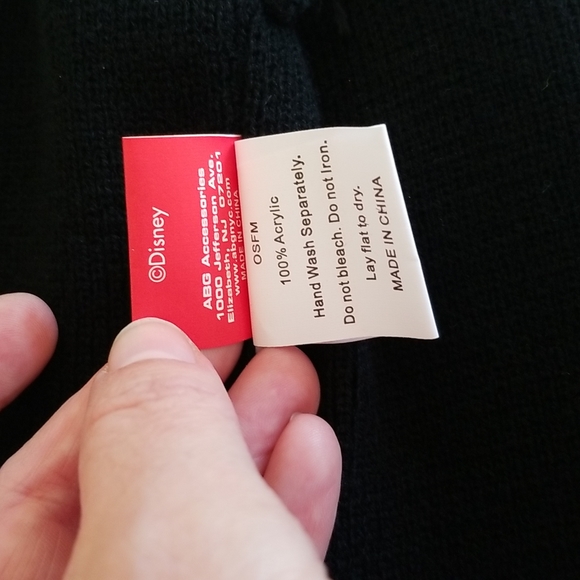 ©Disney
ABG Accessories
1000 Jefferson Ave.
Elizabeth, NJ 07201
www.abgnyc.com
MADE IN CHINA
OSFM
100% Acrylic
Hand Wash Separately.
Do not bleach. Do not Iron.
Lay flat to dry.
MADE IN CHINA